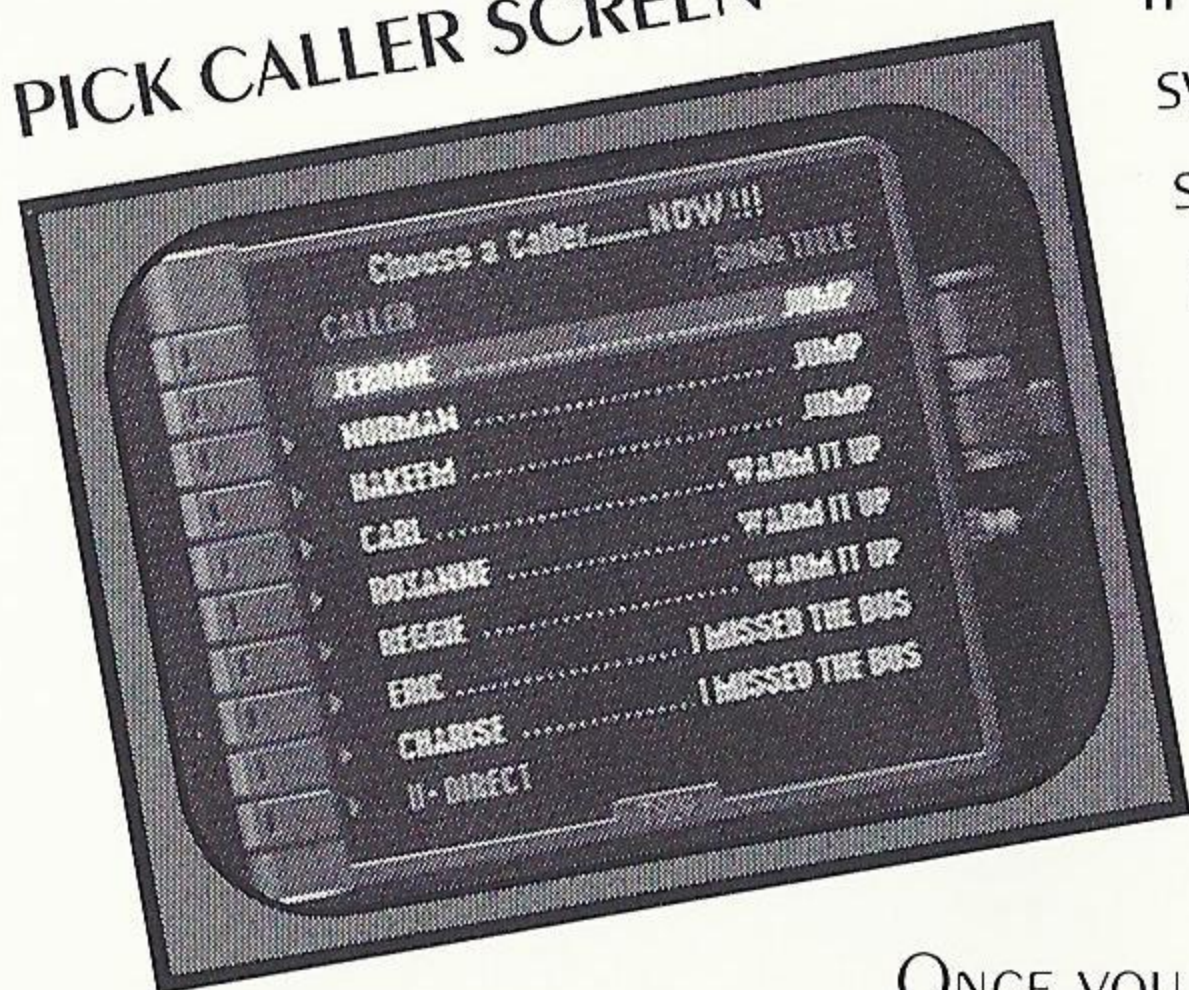 PICK CALLER SCREEN
Choose a Caller......NOW!!!
CALLER SONG TITLE
JEROME JUMP
NORMAN ................ JUMP
HAKEEM ................ JUMP
CARL ................ WARM IT UP
ROXANNE ................ WARM IT UP
REGGIE ................ WARM IT UP
ERIC ................ I MISSED THE BUS
CHARISE ................ I MISSED THE BUS
U-DIRECT
ONCE YOU